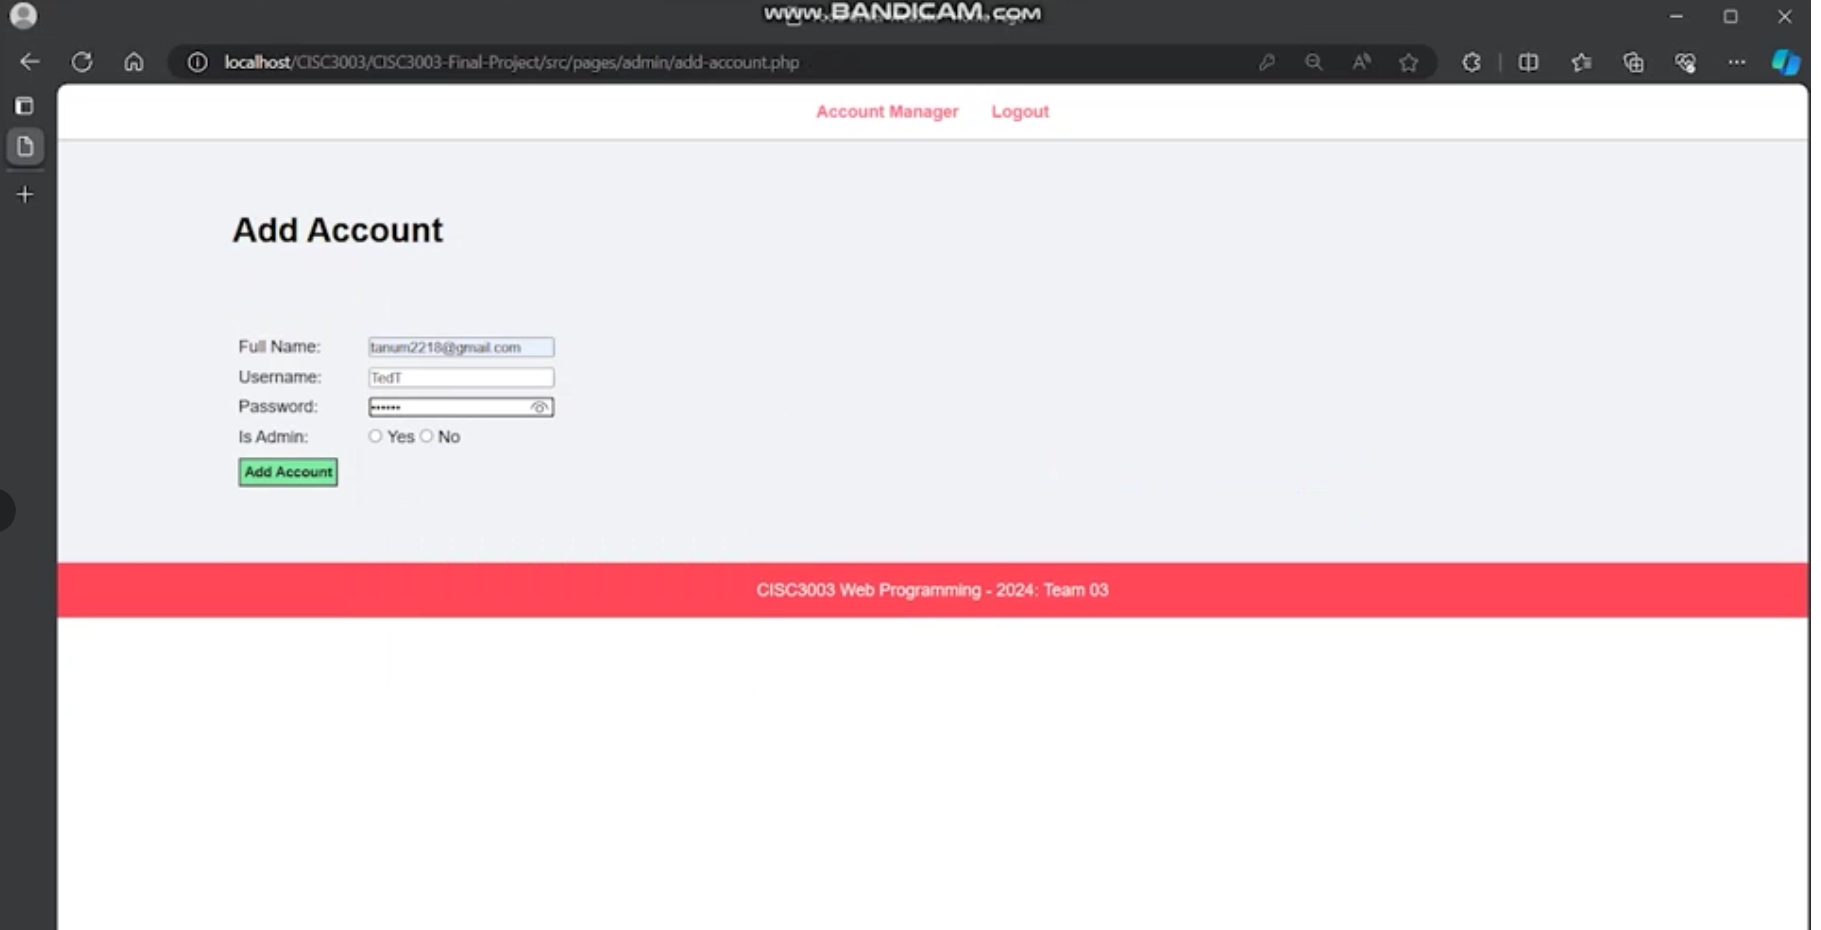 www.BANDICAM.com
localhost/CISC3003/CISC3003-Final-Project/src/pages/admin/add-account.php
Account Manager Logout
Add Account
Full Name: tanum2218@gmail.com
Username: TedT
Password: ••••••
Is Admin: Yes No
Add Account
CISC3003 Web Programming - 2024: Team 03